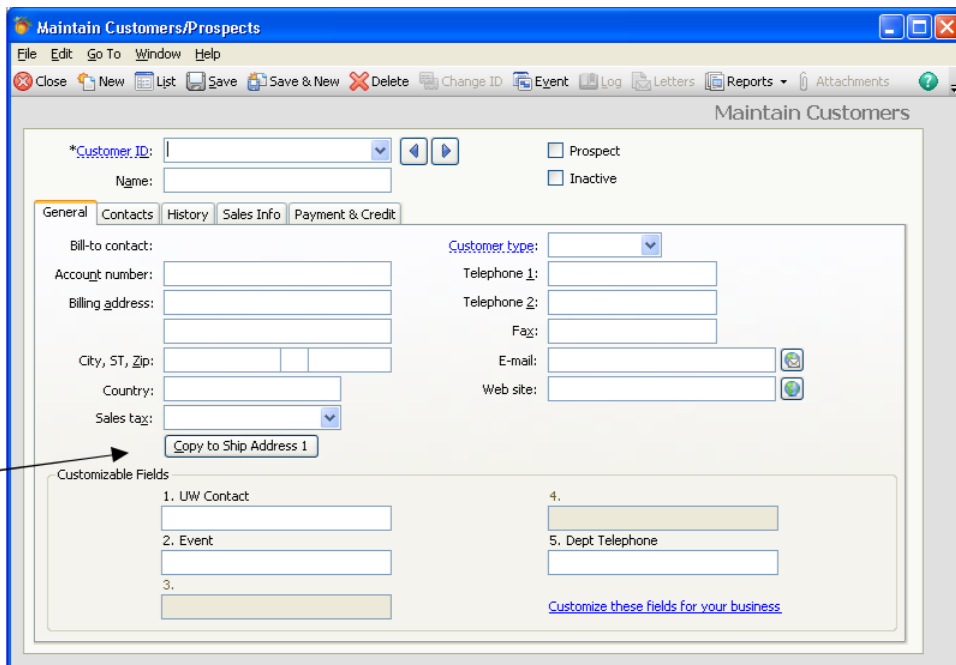 Maintain Customers/Prospects
File Edit Go To Window Help
Close New List Save Save & New Delete Change ID Event Log Letters Reports Attachments
Maintain Customers
*Customer ID: Prospect
Name: Inactive
General Contacts History Sales Info Payment & Credit
Bill-to contact: Customer type:
Account number: Telephone 1:
Billing address: Telephone 2:
Fax:
City, ST, Zip: E-mail:
Country: Web site:
Sales tax:
Copy to Ship Address 1
Customizable Fields
1. UW Contact 4.
2. Event 5. Dept Telephone
3.
Customize these fields for your business